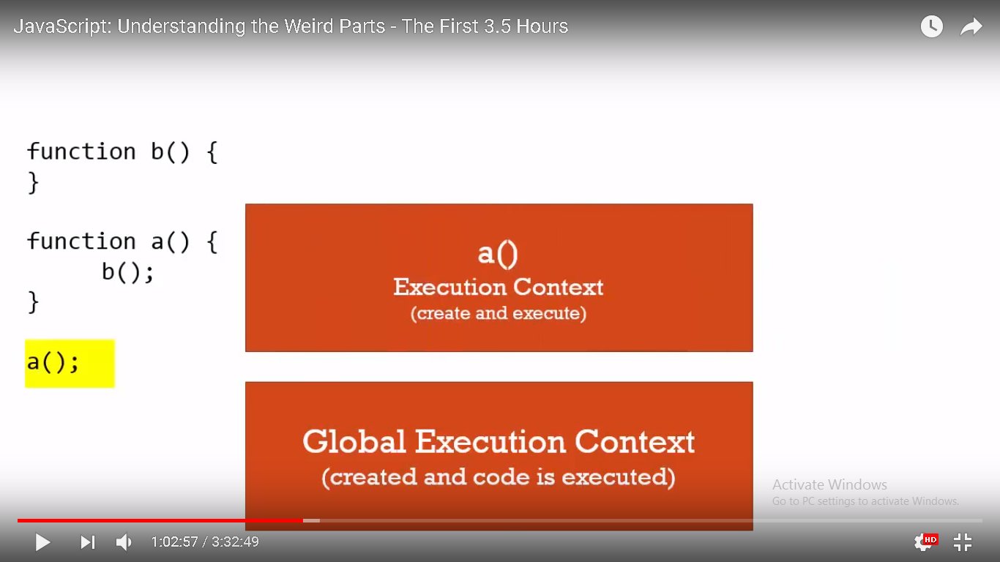 JavaScript: Understanding the Weird Parts - The First 3.5 Hours
function b() {
}
function a() {
b();
}
a();
a()
Execution Context
(create and execute)
Global Execution Context
(created and code is executed)
Activate Windows
Go to PC settings to activate Windows.
1:02:57 / 3:32:49
HD